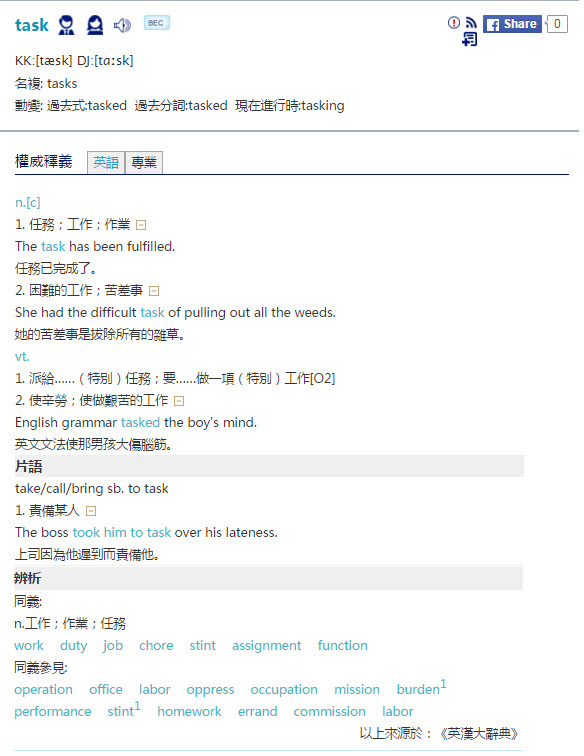 task BEC Share 0
KK:[tæsk] DJ:[tɑːsk]
名複: tasks
動變: 過去式:tasked 過去分詞:tasked 現在進行時:tasking
權威釋義 英語 專業
n.[c]
1. 任務；工作；作業
The task has been fulfilled.
任務已完成了。
2. 困難的工作；苦差事
She had the difficult task of pulling out all the weeds.
她的苦差事是拔除所有的雜草。
vt.
1. 派給……（特別）任務；要……做一項（特別）工作[O2]
2. 使辛勞；使做艱苦的工作
English grammar tasked the boy's mind.
英文文法使那男孩大傷腦筋。
片語
take/call/bring sb. to task
1. 責備某人
The boss took him to task over his lateness.
上司因為他遲到而責備他。
辨析
同義:
n.工作；作業；任務
work duty job chore stint assignment function
同義參見:
operation office labor oppress occupation mission burden1
performance stint1 homework errand commission labor
以上來源於：《英漢大辭典》